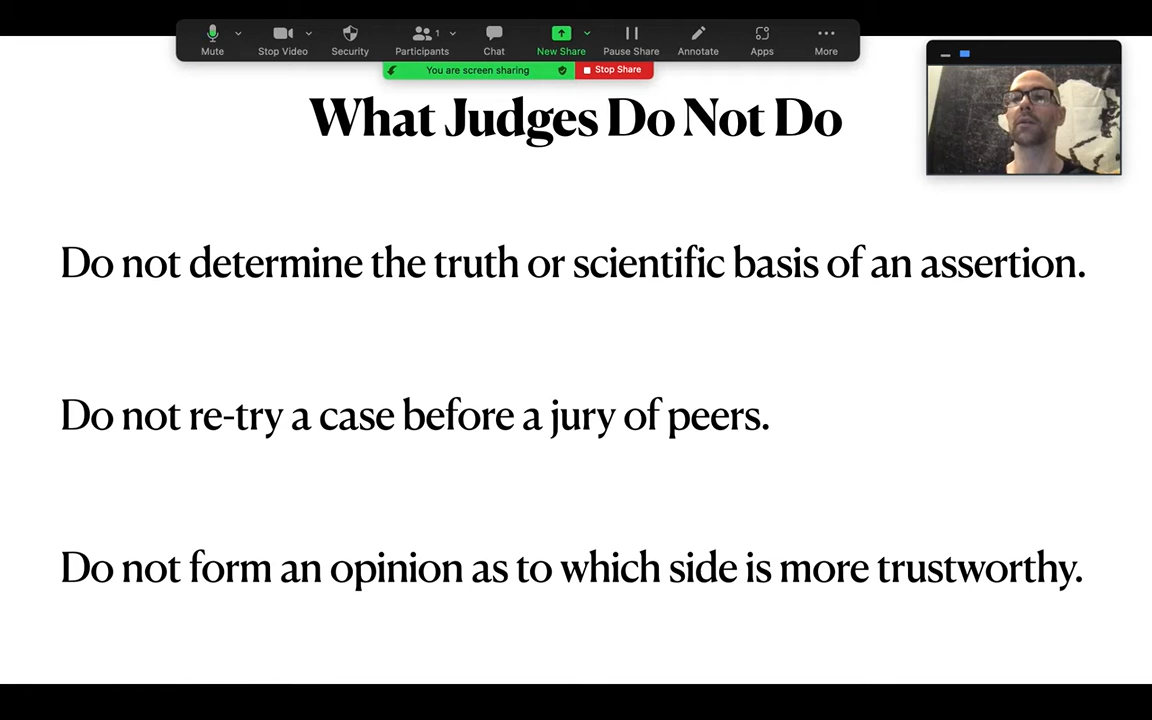 Mute
Stop Video
Security
Participants 1
Chat
New Share
Pause Share
Annotate
Apps
More
You are screen sharing
Stop Share
What Judges Do Not Do
Do not determine the truth or scientific basis of an assertion.
Do not re-try a case before a jury of peers.
Do not form an opinion as to which side is more trustworthy.